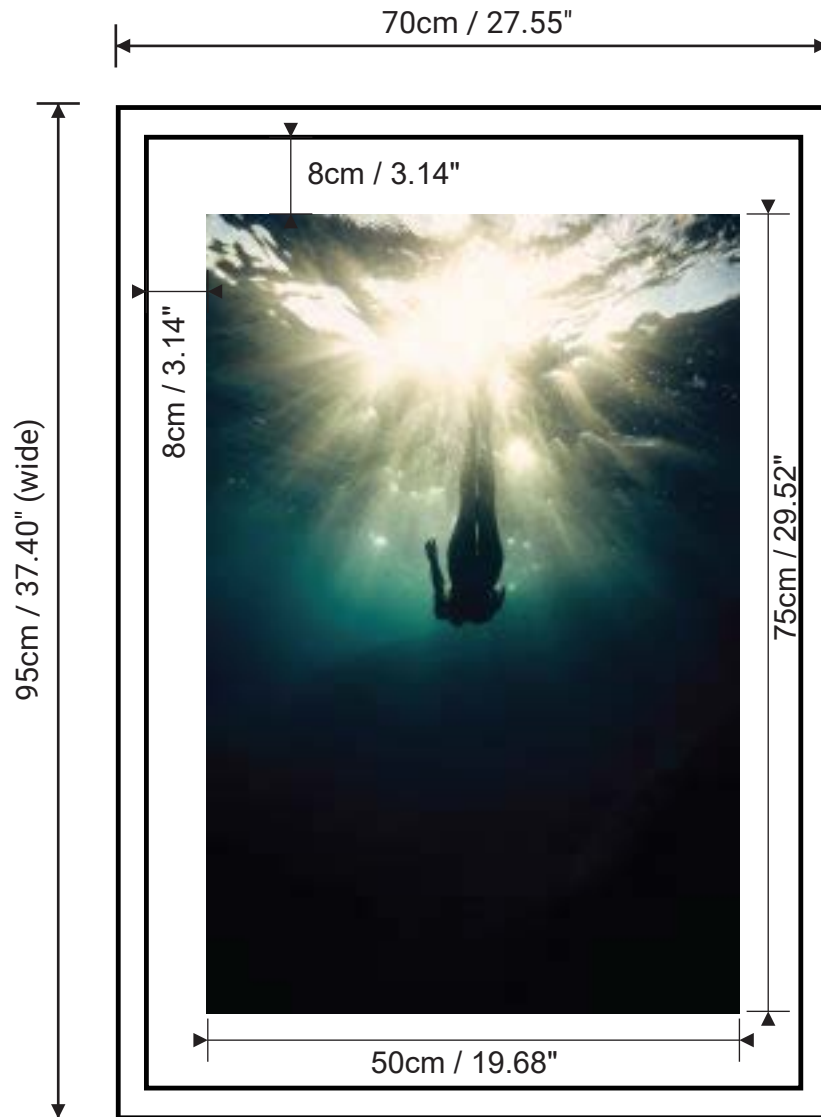 70cm / 27.55"
8cm / 3.14"
8cm / 3.14"
95cm / 37.40" (wide)
75cm / 29.52"
50cm / 19.68"